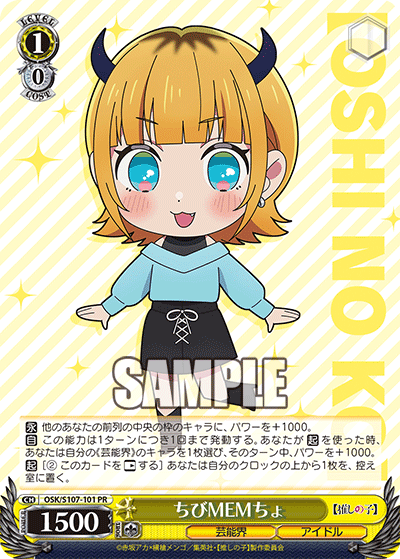 LEVEL
1
0
COST
OSHI NO KO
SAMPLE
永 他のあなたの前列の中央の枠のキャラに、パワーを+1000。
自 この能力は1ターンにつき1回まで発動する。あなたが起を使った時、
あなたは自分の《芸能界》のキャラを1枚選び、そのターン中、パワーを+1000。
起 [② このカードを する] あなたは自分のクロックの上から1枚を、控え
室に置く。
CH OSK/S107-101 PR
ちびMEMちょ
【推しの子】
1500
芸能界
アイドル
©赤坂アカ×横槍メンゴ/集英社・【推しの子】製作委員会